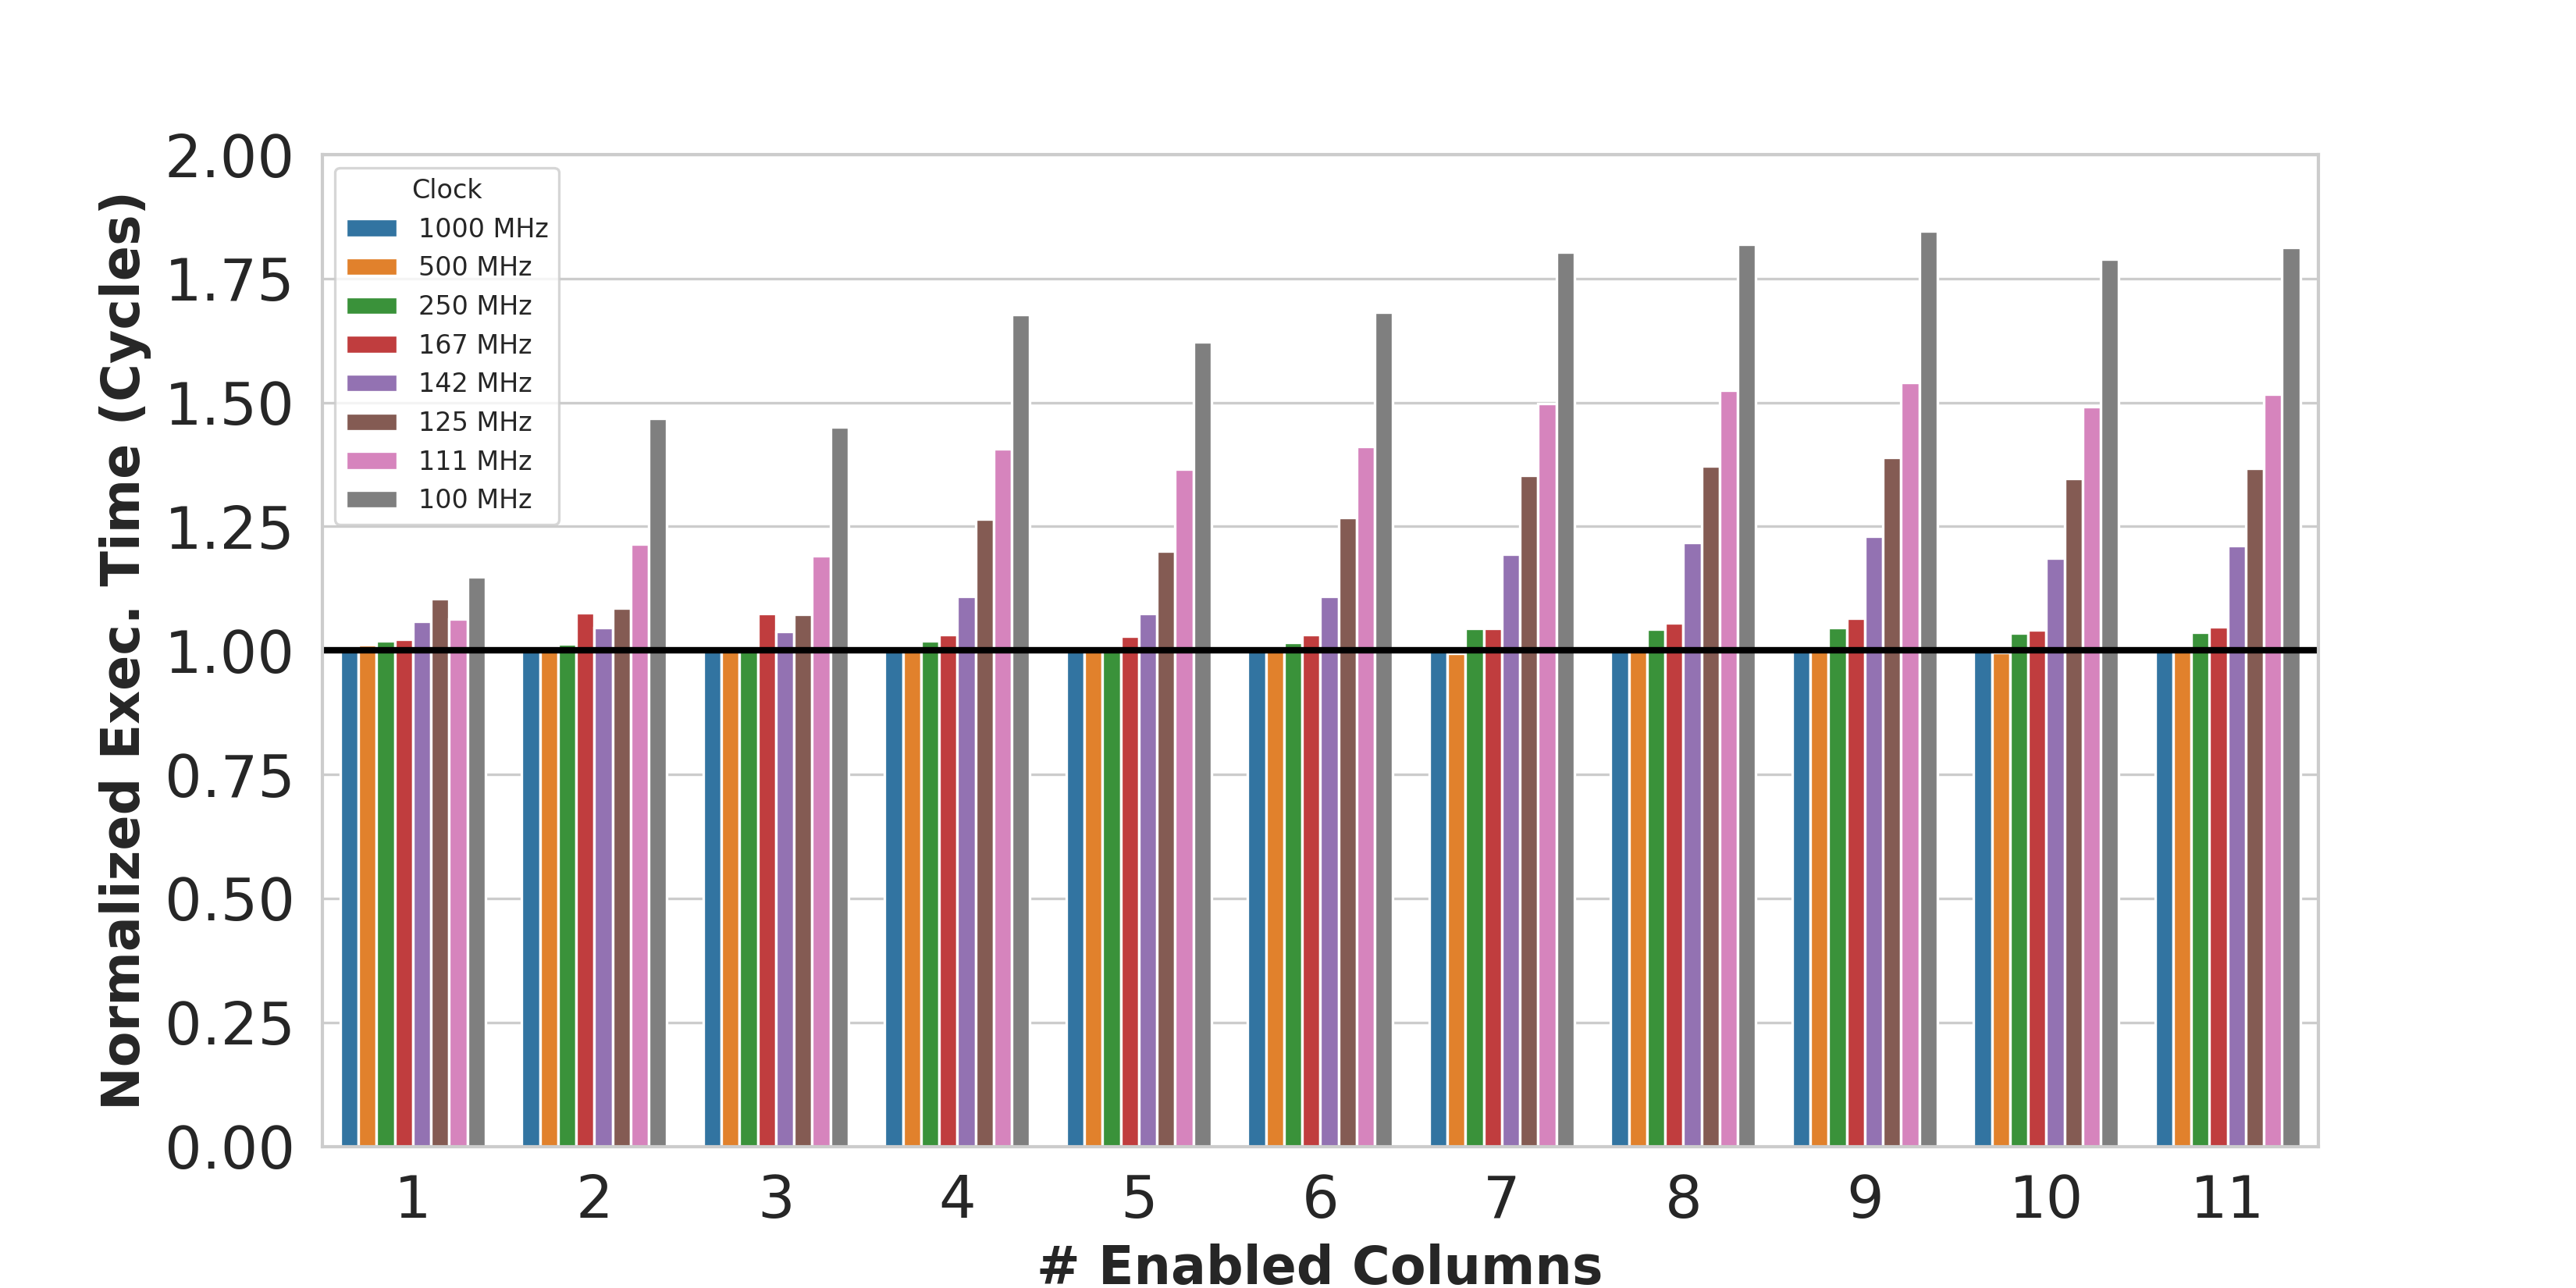 Normalized Exec. Time (Cycles)
2.00
1.75
1.50
1.25
1.00
0.75
0.50
0.25
0.00
Clock
1000 MHz
500 MHz
250 MHz
167 MHz
142 MHz
125 MHz
111 MHz
100 MHz
1 2 3 4 5 6 7 8 9 10 11
# Enabled Columns